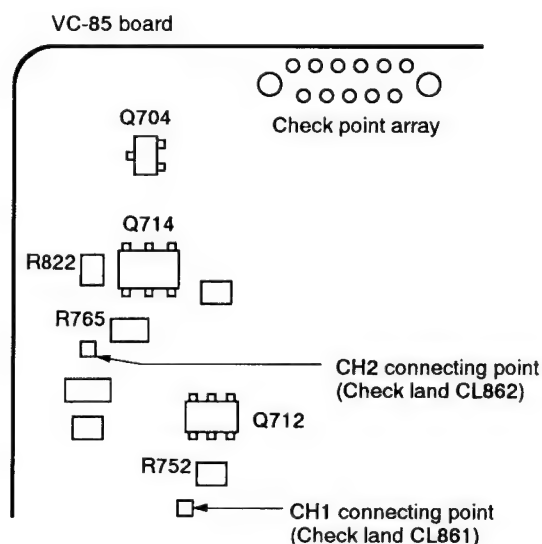 VC-85 board
Q704
Check point array
Q714
R822
R765
CH2 connecting point
(Check land CL862)
Q712
R752
CH1 connecting point
(Check land CL861)